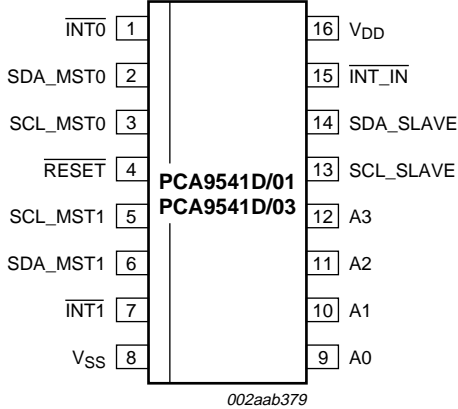 INT0 1 16 VDD
SDA_MST0 2 15 INT_IN
SCL_MST0 3 14 SDA_SLAVE
RESET 4 13 SCL_SLAVE
PCA9541D/01
PCA9541D/03
SCL_MST1 5 12 A3
SDA_MST1 6 11 A2
INT1 7 10 A1
VSS 8 9 A0
002aab379